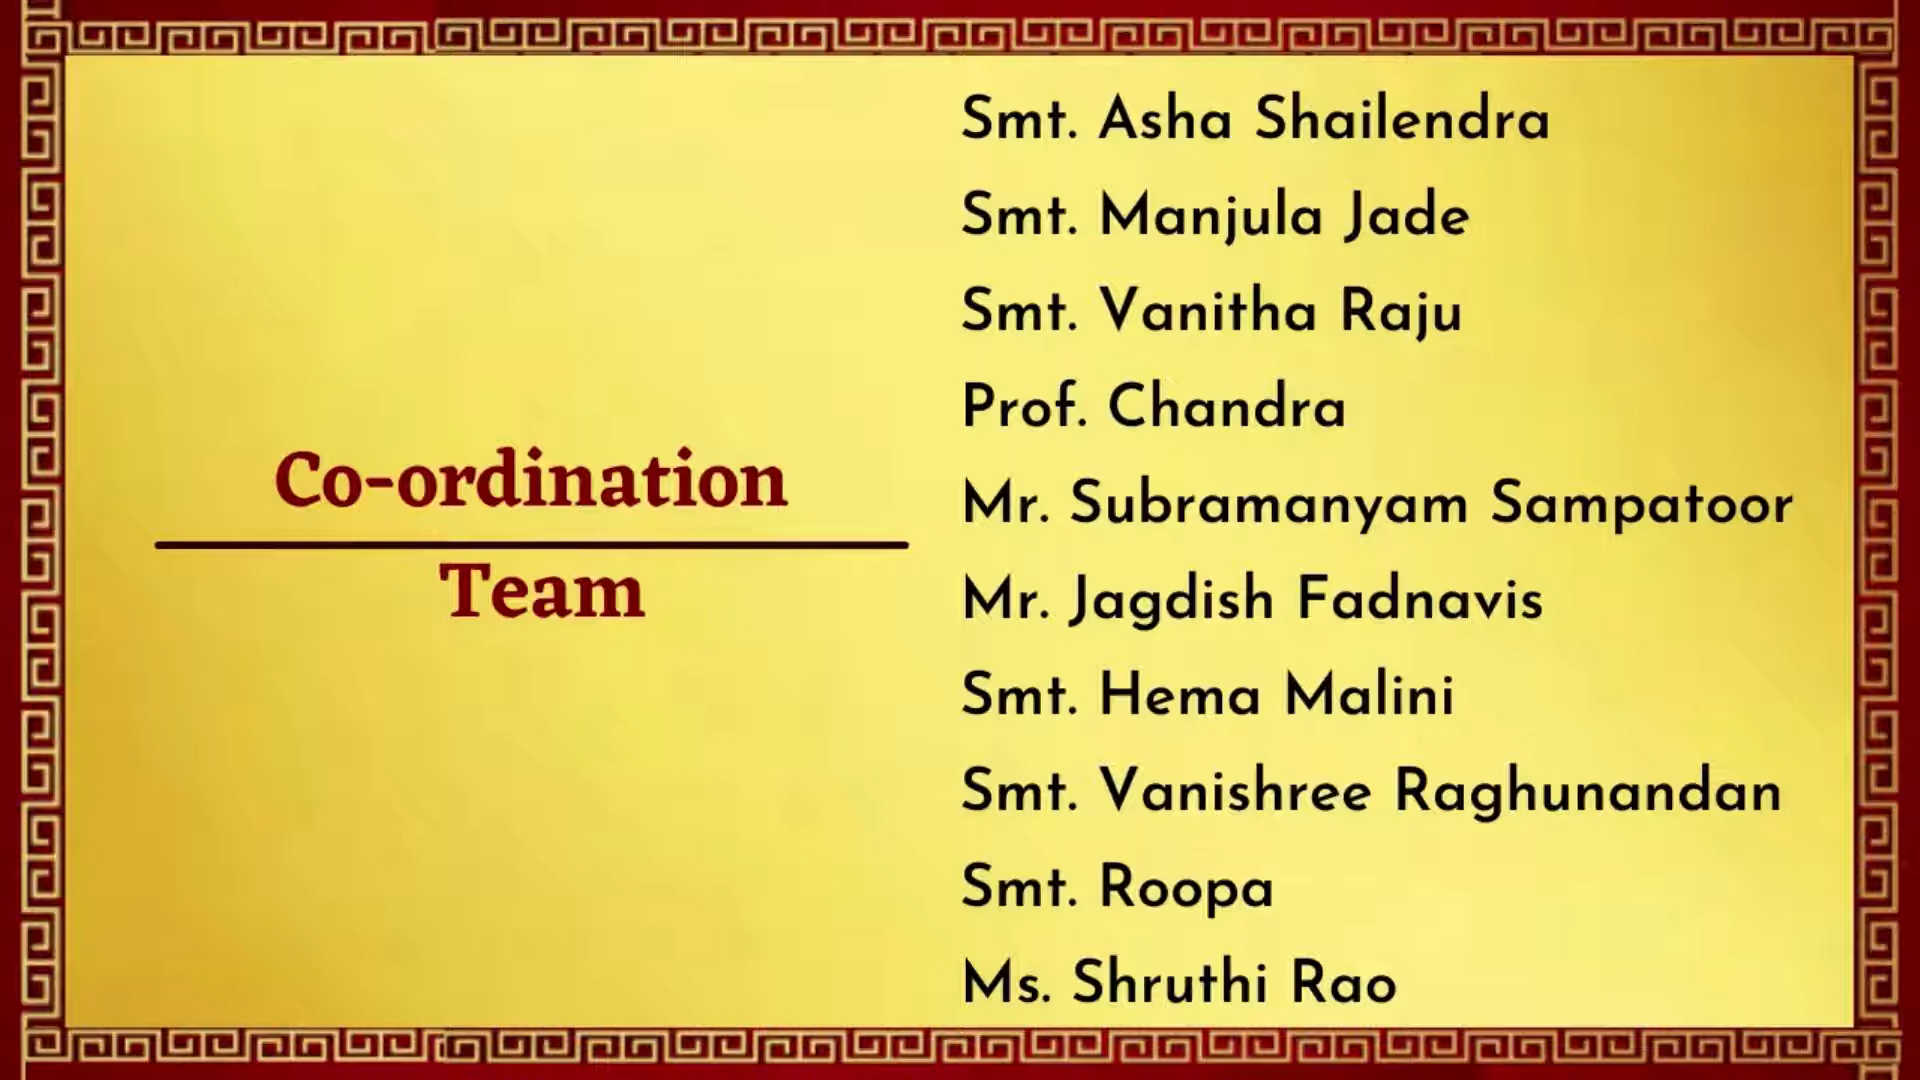 Co-ordination
Team
Smt. Asha Shailendra
Smt. Manjula Jade
Smt. Vanitha Raju
Prof. Chandra
Mr. Subramanyam Sampatoor
Mr. Jagdish Fadnavis
Smt. Hema Malini
Smt. Vanishree Raghunandan
Smt. Roopa
Ms. Shruthi Rao